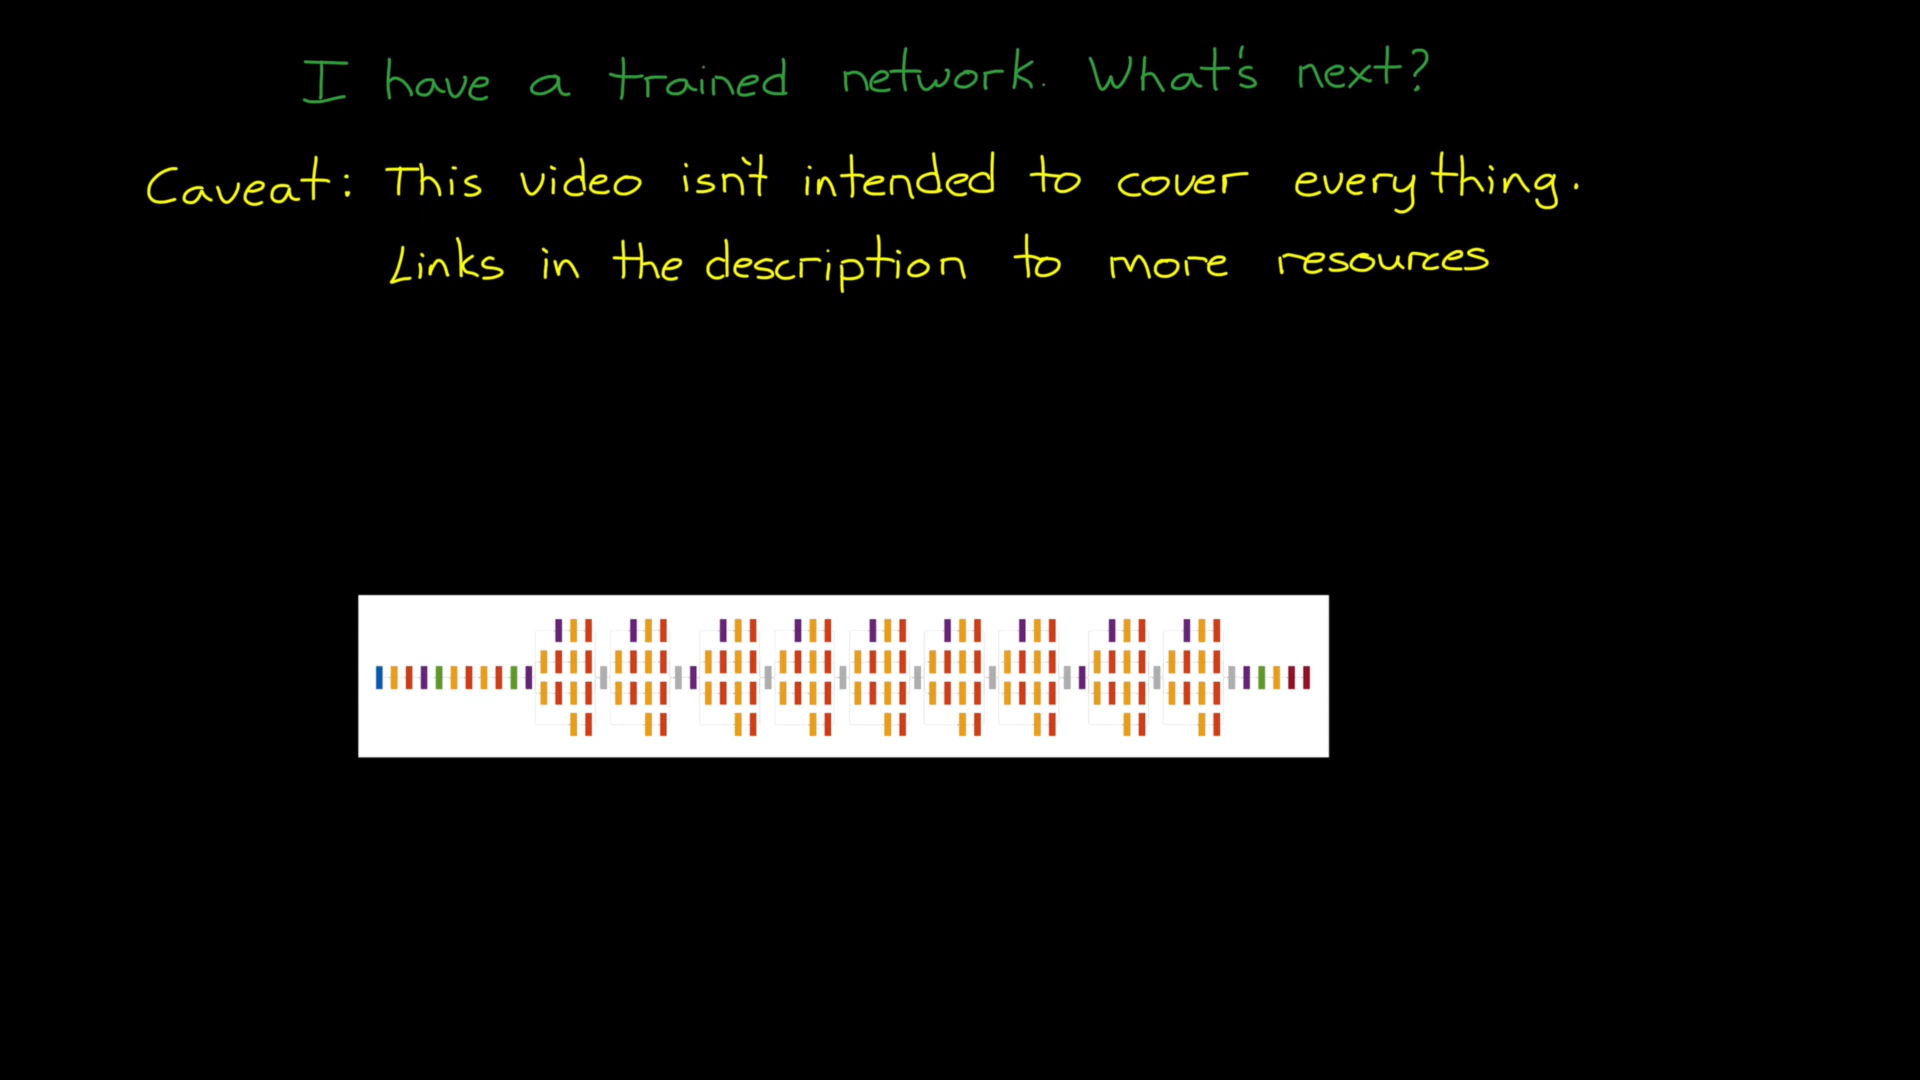 I have a trained network. What's next?
Caveat: This video isn't intended to cover everything.
Links in the description to more resources